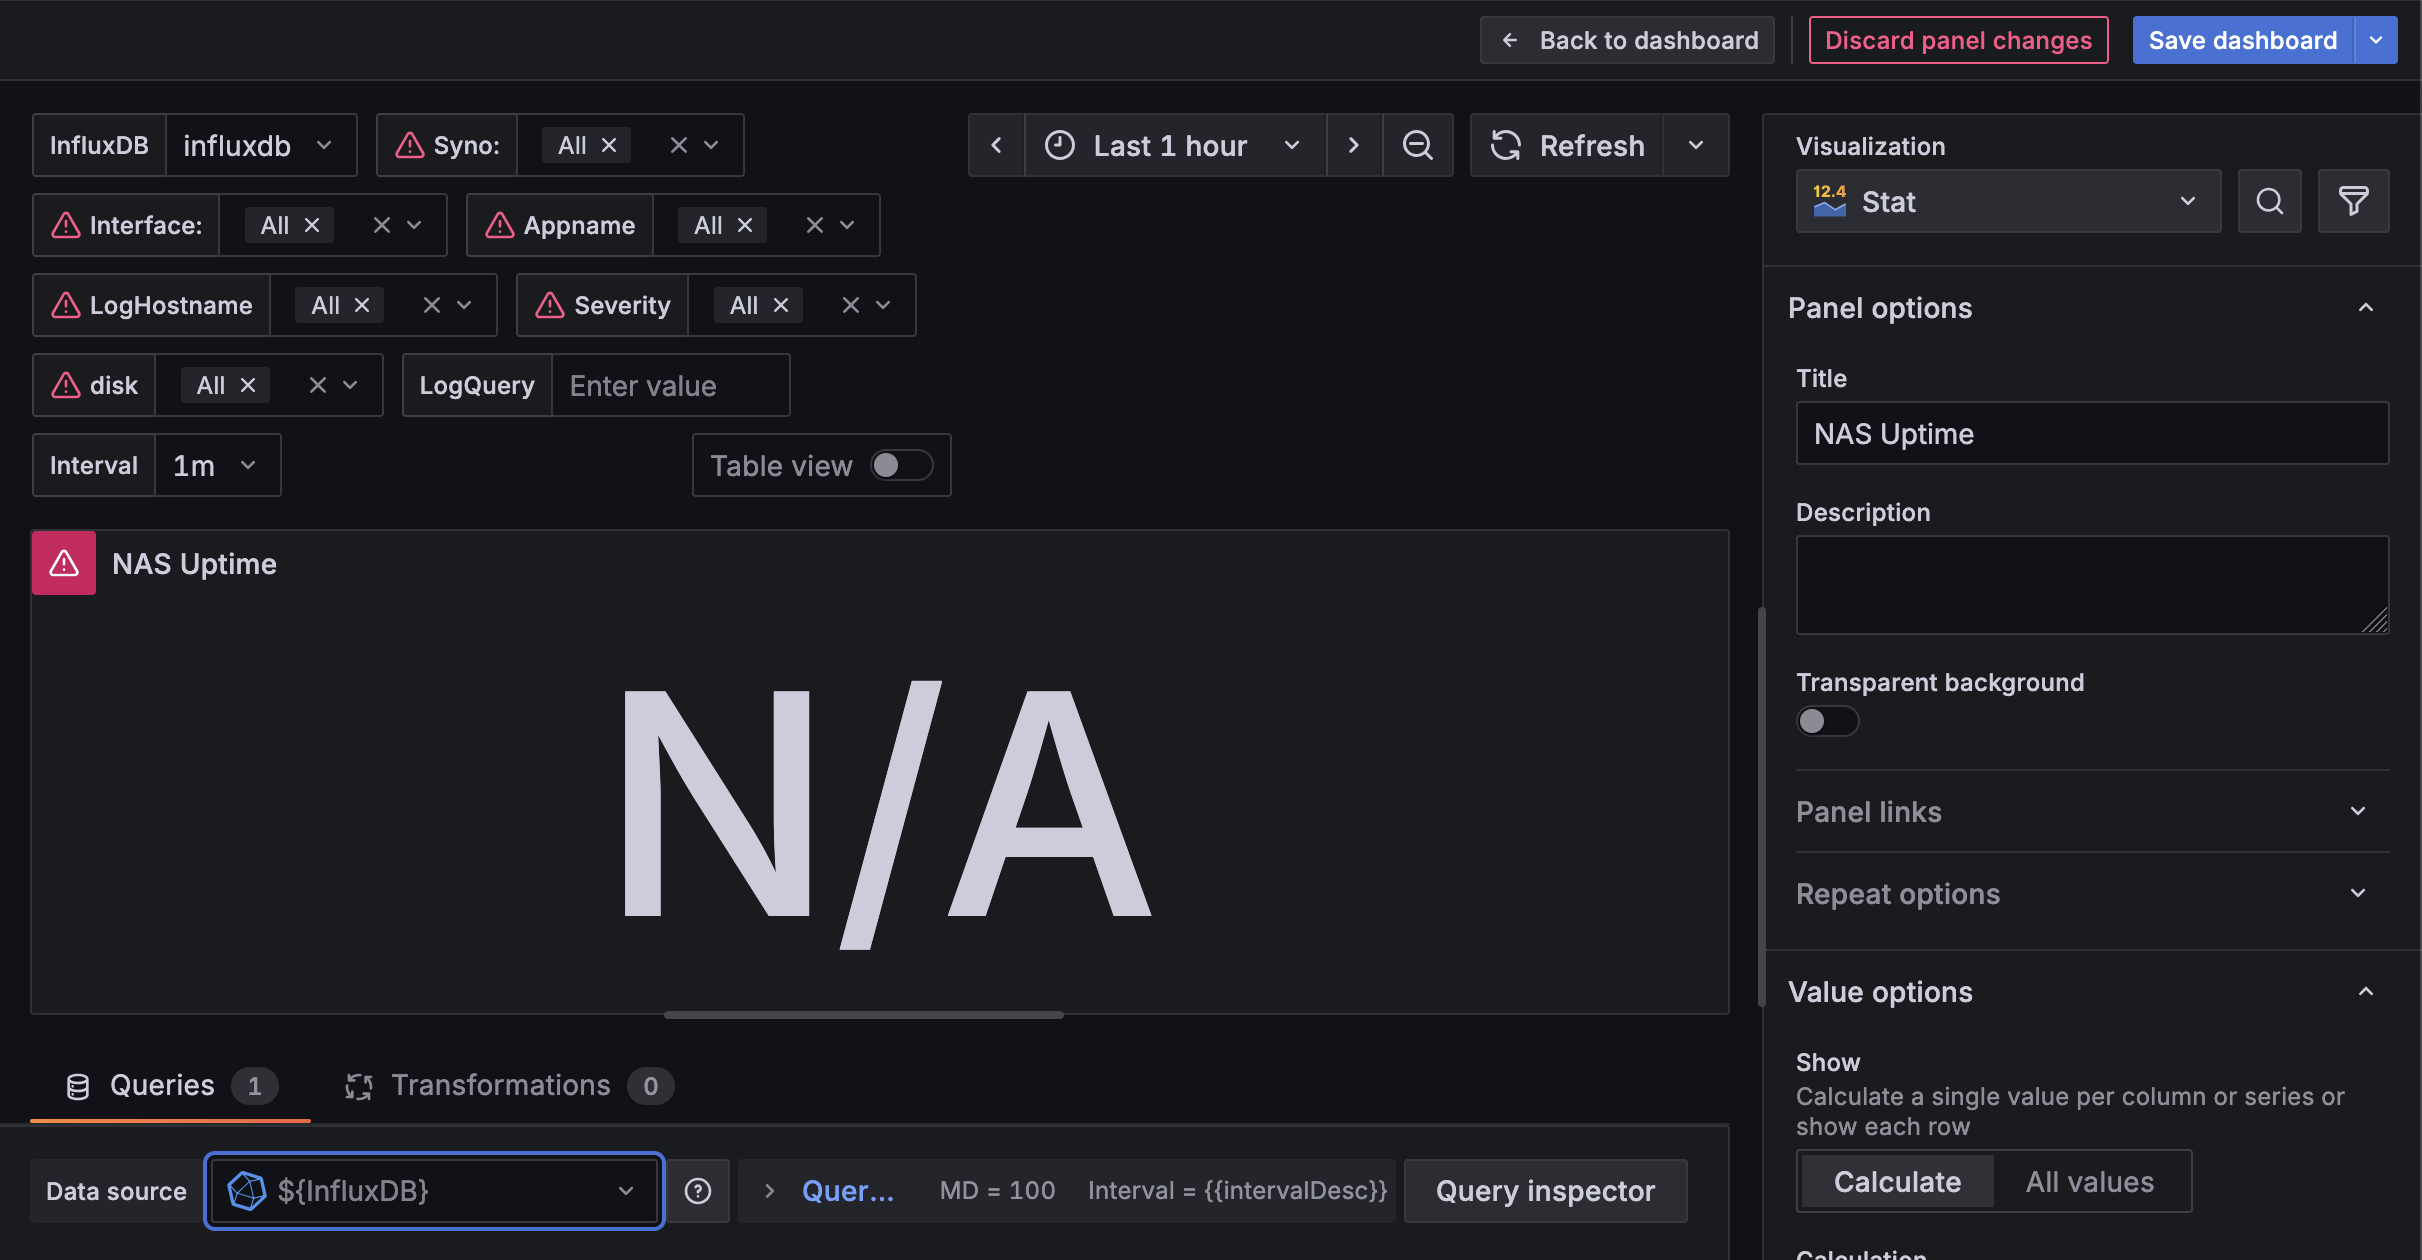 Back to dashboard
Discard panel changes
Save dashboard
InfluxDB influxdb
Syno: All
Last 1 hour
Refresh
Interface: All
Appname All
LogHostname All
Severity All
disk All
LogQuery Enter value
Interval 1m
Table view
NAS Uptime
N/A
Queries 1
Transformations 0
Data source ${InfluxDB}
Quer... MD = 100 Interval = {{intervalDesc}}
Query inspector
Visualization
12.4 Stat
Panel options
Title
NAS Uptime
Description
Transparent background
Panel links
Repeat options
Value options
Show
Calculate a single value per column or series or
show each row
Calculate All values
Calculation